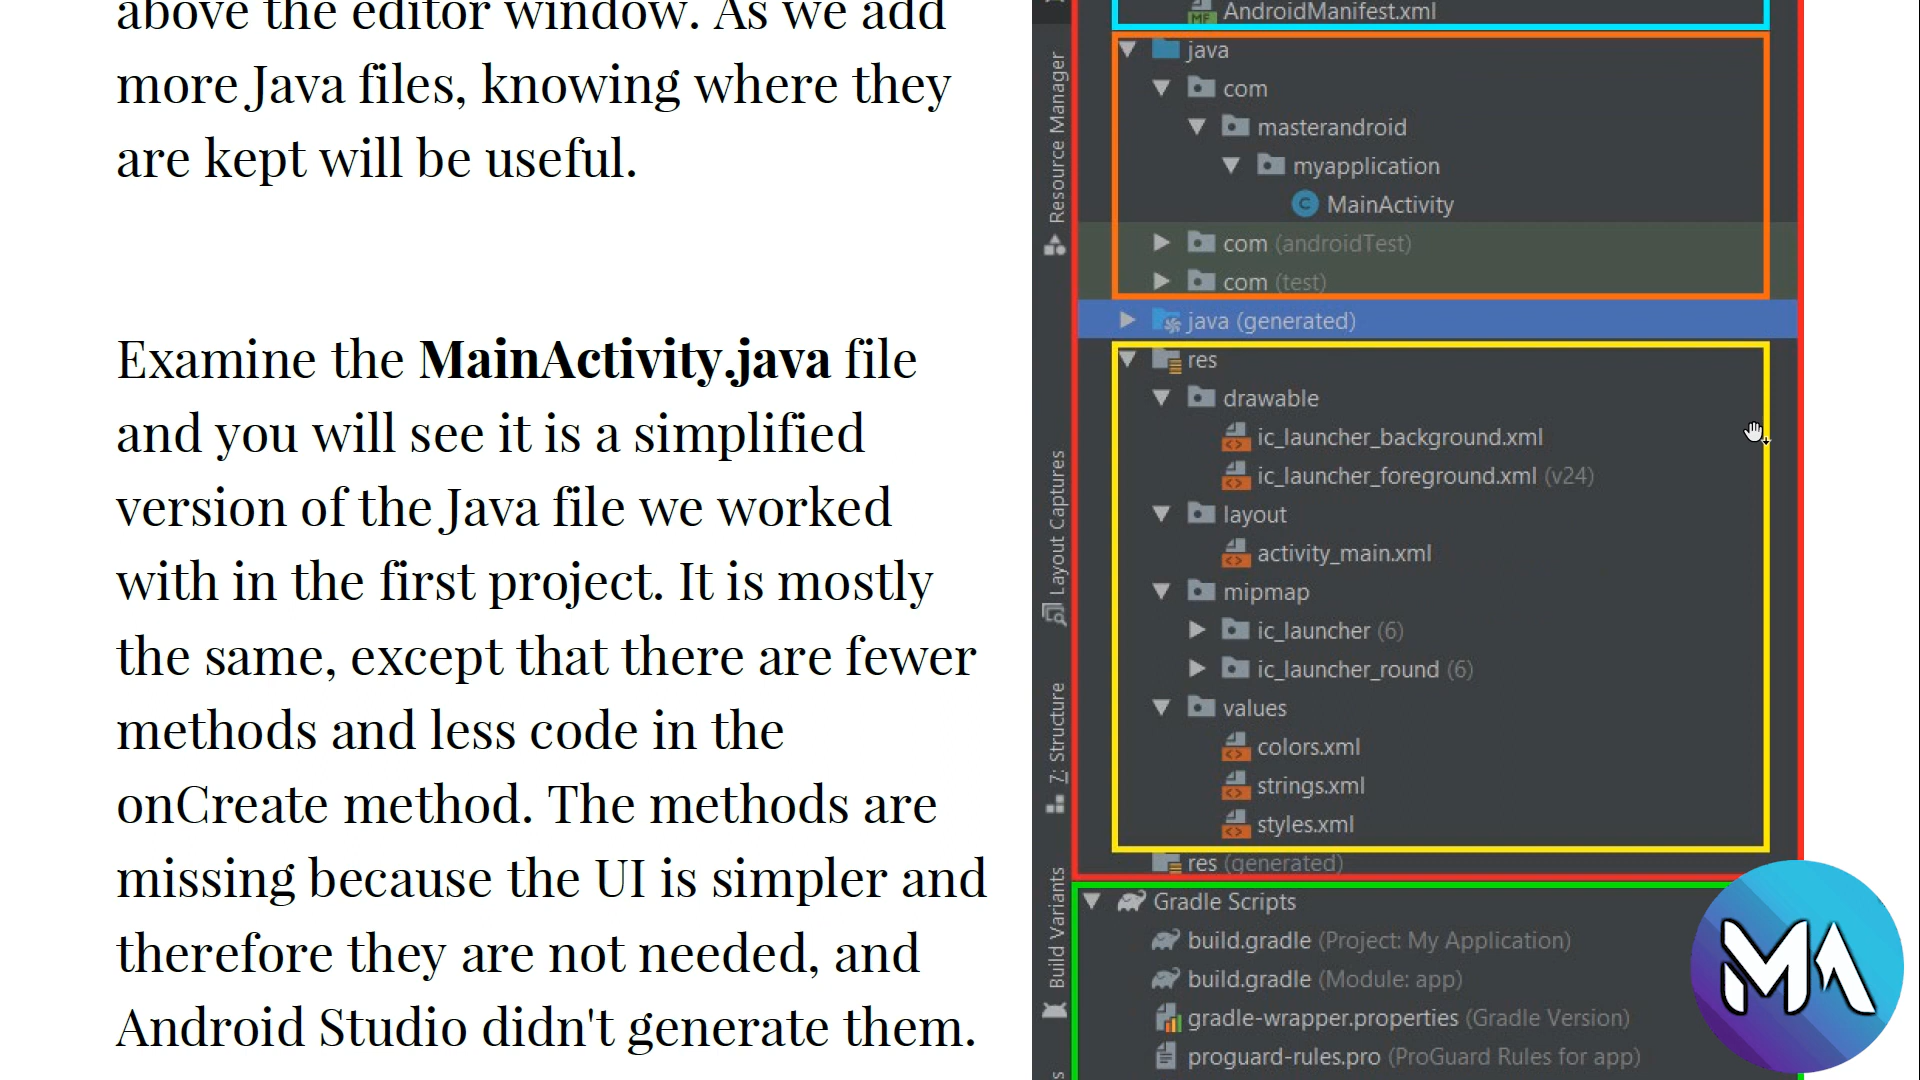 above the editor window. As we add
more Java files, knowing where they
are kept will be useful.
Examine the MainActivity.java file
and you will see it is a simplified
version of the Java file we worked
with in the first project. It is mostly
the same, except that there are fewer
methods and less code in the
onCreate method. The methods are
missing because the UI is simpler and
therefore they are not needed, and
Android Studio didn't generate them.
Resource Manager
Layout Captures
7: Structure
Build Variants
AndroidManifest.xml
java
com
masterandroid
myapplication
MainActivity
com (androidTest)
com (test)
java (generated)
res
drawable
ic_launcher_background.xml
ic_launcher_foreground.xml (v24)
layout
activity_main.xml
mipmap
ic_launcher (6)
ic_launcher_round (6)
values
colors.xml
strings.xml
styles.xml
res (generated)
Gradle Scripts
build.gradle (Project: My Application)
build.gradle (Module: app)
gradle-wrapper.properties (Gradle Version)
proguard-rules.pro (ProGuard Rules for app)
MA